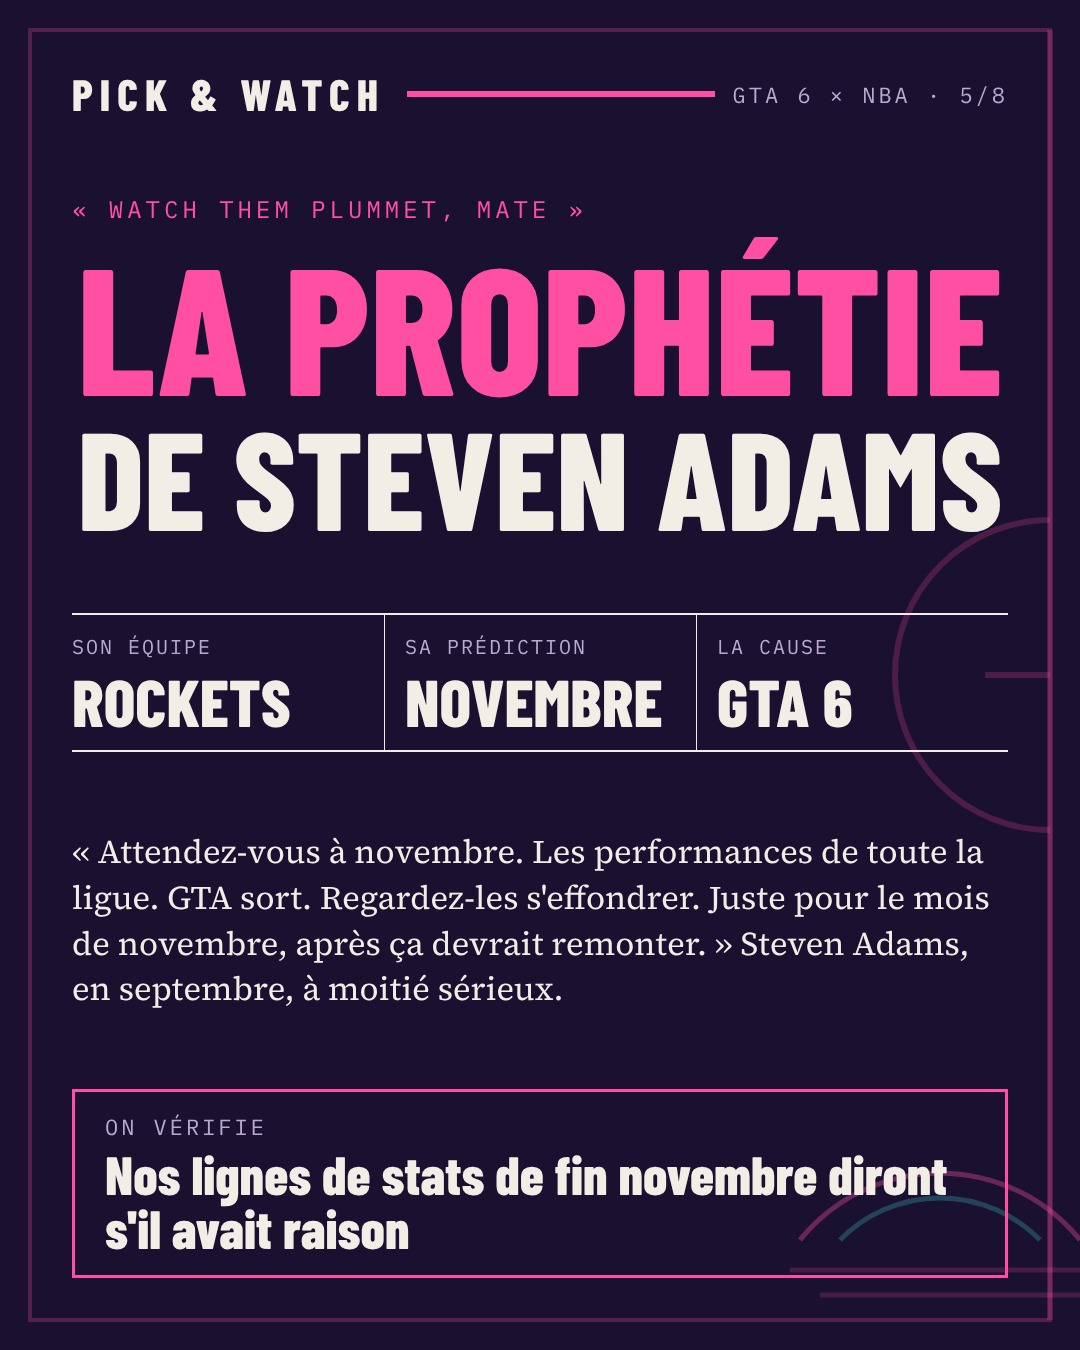 PICK & WATCH
GTA 6 × NBA · 5/8
« WATCH THEM PLUMMET, MATE »
LA PROPHÉTIE
DE STEVEN ADAMS
SON ÉQUIPE
ROCKETS
SA PRÉDICTION
NOVEMBRE
LA CAUSE
GTA 6
« Attendez-vous à novembre. Les performances de toute la
ligue. GTA sort. Regardez-les s'effondrer. Juste pour le mois
de novembre, après ça devrait remonter. » Steven Adams,
en septembre, à moitié sérieux.
ON VÉRIFIE
Nos lignes de stats de fin novembre diront
s'il avait raison